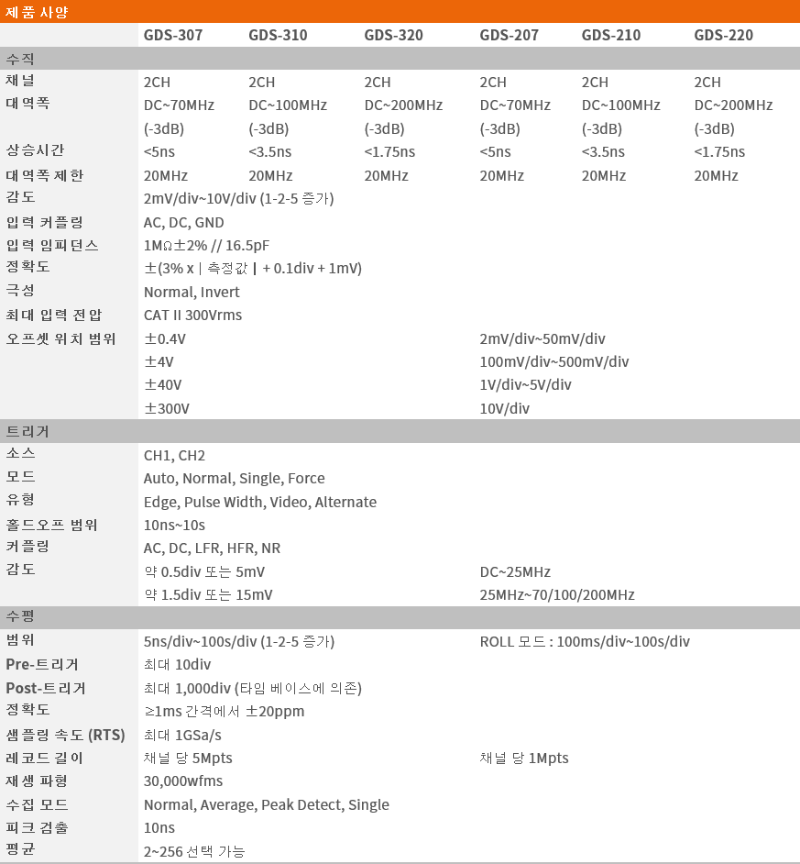 제품 사양
GDS-307 GDS-310 GDS-320 GDS-207 GDS-210 GDS-220
수직
채널 2CH 2CH 2CH 2CH 2CH 2CH
대역폭 DC~70MHz DC~100MHz DC~200MHz DC~70MHz DC~100MHz DC~200MHz
(-3dB) (-3dB) (-3dB) (-3dB) (-3dB) (-3dB)
상승시간 <5ns <3.5ns <1.75ns <5ns <3.5ns <1.75ns
대역폭 제한 20MHz 20MHz 20MHz 20MHz 20MHz 20MHz
감도 2mV/div~10V/div (1-2-5 증가)
입력 커플링 AC, DC, GND
입력 임피던스 1MΩ±2% // 16.5pF
정확도 ±(3% x | 측정값 | + 0.1div + 1mV)
극성 Normal, Invert
최대 입력 전압 CAT II 300Vrms
오프셋 위치 범위 ±0.4V 2mV/div~50mV/div
±4V 100mV/div~500mV/div
±40V 1V/div~5V/div
±300V 10V/div
트리거
소스 CH1, CH2
모드 Auto, Normal, Single, Force
유형 Edge, Pulse Width, Video, Alternate
홀드오프 범위 10ns~10s
커플링 AC, DC, LFR, HFR, NR
감도 약 0.5div 또는 5mV DC~25MHz
약 1.5div 또는 15mV 25MHz~70/100/200MHz
수평
범위 5ns/div~100s/div (1-2-5 증가) ROLL 모드 : 100ms/div~100s/div
Pre-트리거 최대 10div
Post-트리거 최대 1,000div (타임 베이스에 의존)
정확도 ≥1ms 간격에서 ±20ppm
샘플링 속도 (RTS) 최대 1GSa/s
레코드 길이 채널 당 5Mpts 채널 당 1Mpts
재생 파형 30,000wfms
수집 모드 Normal, Average, Peak Detect, Single
피크 검출 10ns
평균 2~256 선택 가능